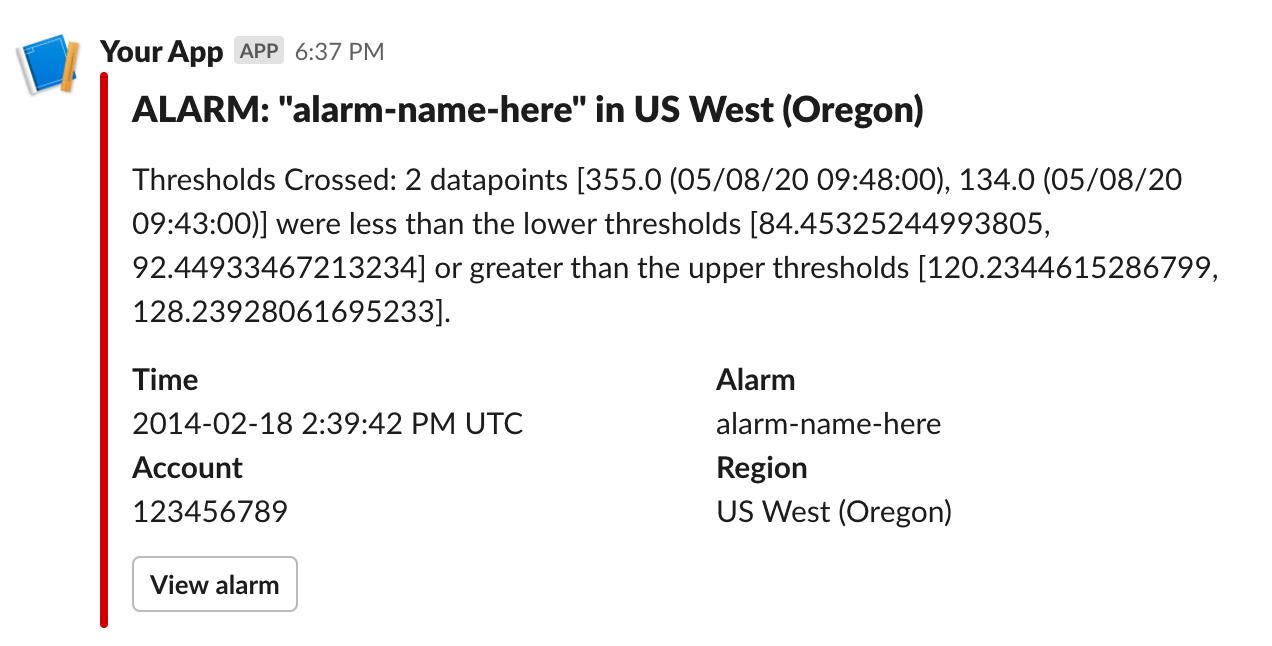 Your App APP 6:37 PM
ALARM: "alarm-name-here" in US West (Oregon)
Thresholds Crossed: 2 datapoints [355.0 (05/08/20 09:48:00), 134.0 (05/08/20
09:43:00)] were less than the lower thresholds [84.45325244993805,
92.44933467213234] or greater than the upper thresholds [120.2344615286799,
128.23928061695233].
Time Alarm
2014-02-18 2:39:42 PM UTC alarm-name-here
Account Region
123456789 US West (Oregon)
View alarm